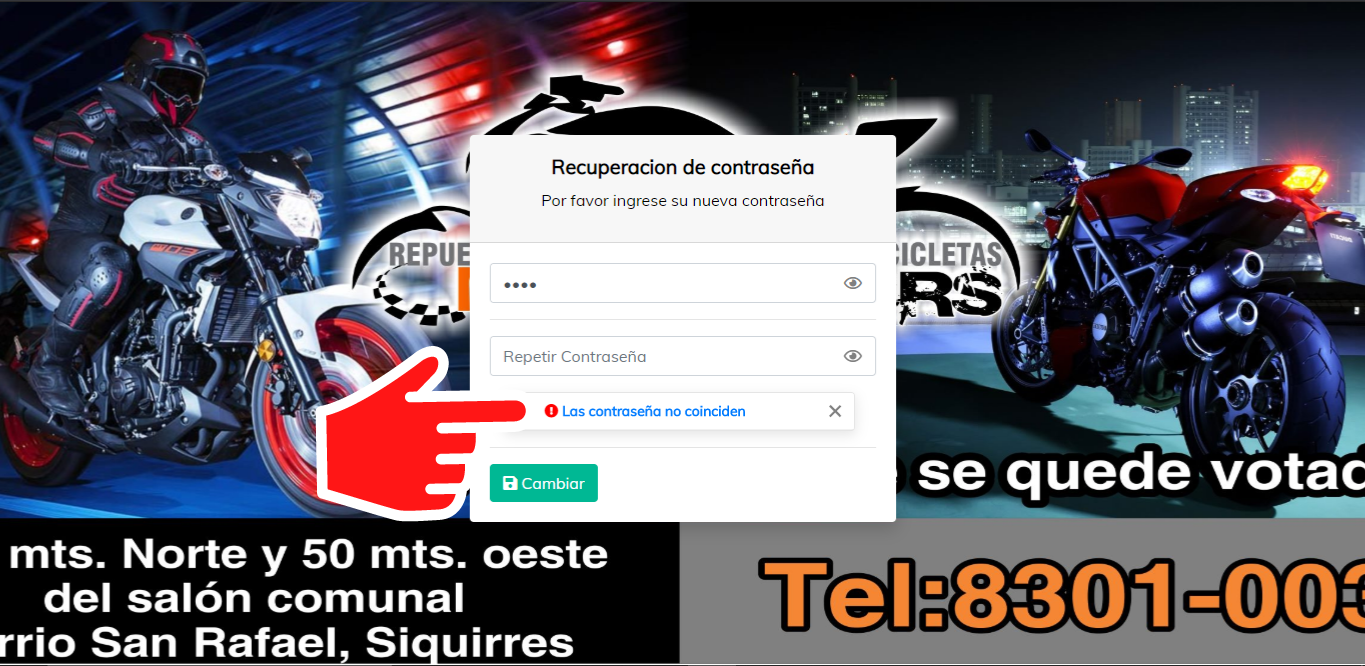 Recuperacion de contraseña
Por favor ingrese su nueva contraseña
REPUE ICLETAS
RS
••••
Repetir Contraseña
Las contraseña no coinciden
Cambiar
se quede votad
mts. Norte y 50 mts. oeste
del salón comunal
rrio San Rafael, Siquirres
Tel:8301-003